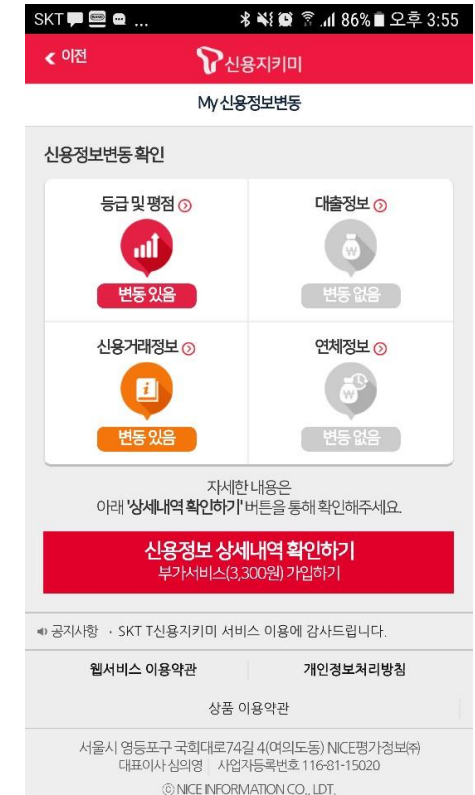 SKT ... 86% 오후 3:55
이전
T신용지키미
My 신용정보변동
신용정보변동 확인
등급 및 평점
대출정보
변동 있음
변동 없음
신용거래정보
연체정보
변동 있음
변동 없음
자세한 내용은
아래 '상세내역 확인하기' 버튼을 통해 확인해주세요.
신용정보 상세내역 확인하기
부가서비스(3,300원) 가입하기
공지사항 · SKT T신용지키미 서비스 이용에 감사드립니다.
웹서비스 이용약관
개인정보처리방침
상품 이용약관
서울시 영등포구 국회대로74길 4(여의도동) NICE평가정보㈜
대표이사 심의영 사업자등록번호 116-81-15020
© NICE INFORMATION CO., LDT.